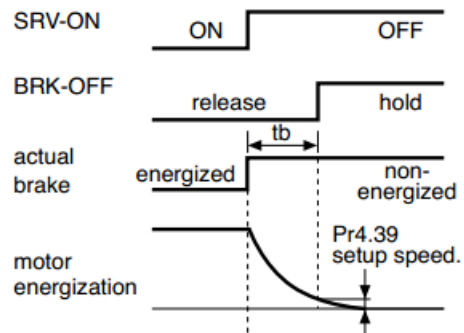 SRV-ON
ON
OFF
BRK-OFF
release
hold
tb
actual
brake
energized
non-
energized
Pr4.39
setup speed.
motor
energization